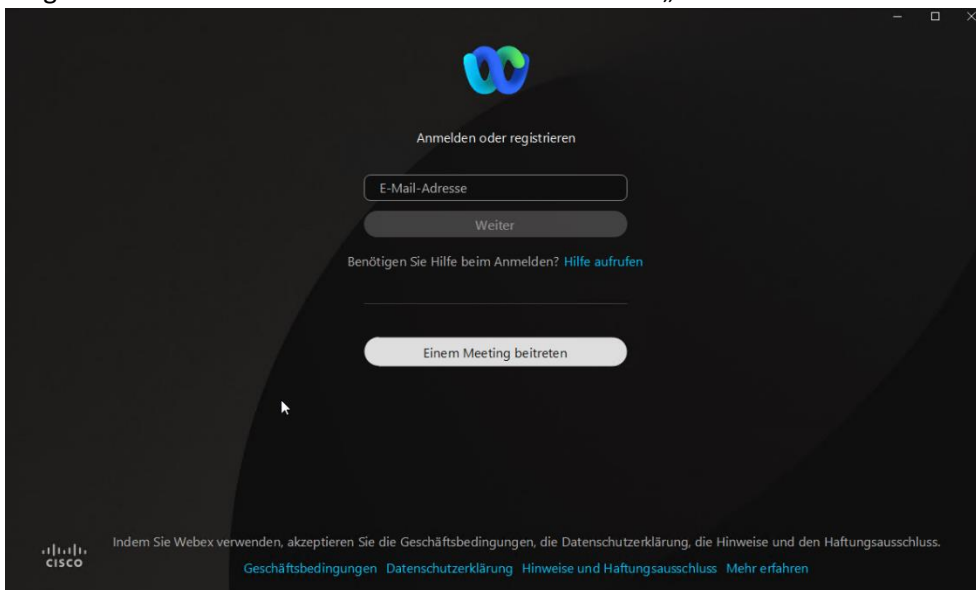 Anmelden oder registrieren
E-Mail-Adresse
Weiter
Benötigen Sie Hilfe beim Anmelden? Hilfe aufrufen
Einem Meeting beitreten
Indem Sie Webex verwenden, akzeptieren Sie die Geschäftsbedingungen, die Datenschutzerklärung, die Hinweise und den Haftungsausschluss.
CISCO
Geschäftsbedingungen Datenschutzerklärung Hinweise und Haftungsausschluss Mehr erfahren